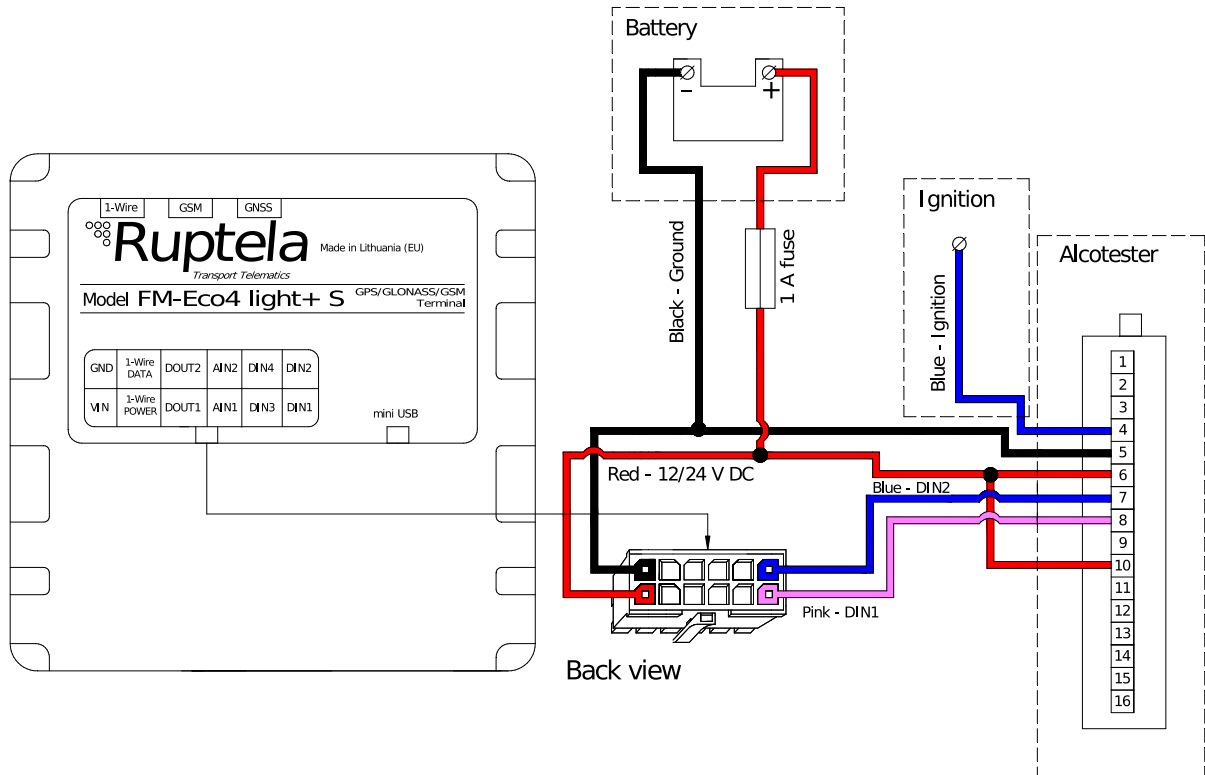 Battery
-
+
Black - Ground
1 A fuse
Ignition
Blue - Ignition
Alcotester
1-Wire GSM GNSS
Ruptela Made in Lithuania (EU)
Transport Telematics
Model FM-Eco4 light+ S GPS/GLONASS/GSM
Terminal
GND 1-Wire DATA DOUT2 AIN2 DIN4 DIN2
VIN 1-Wire POWER DOUT1 AIN1 DIN3 DIN1
mini USB
Red - 12/24 V DC
Blue - DIN2
Pink - DIN1
Back view
1
2
3
4
5
6
7
8
9
10
11
12
13
14
15
16